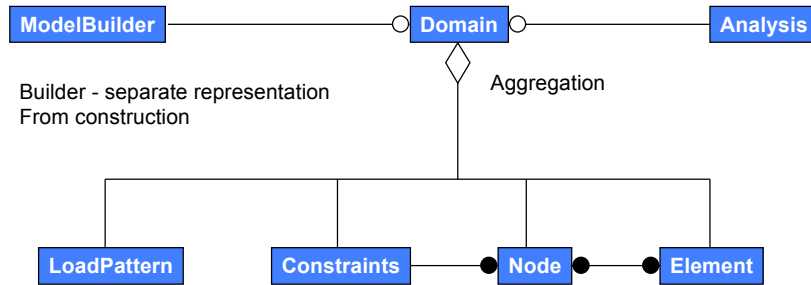 ModelBuilder
Domain
Analysis
Builder - separate representation
From construction
Aggregation
LoadPattern
Constraints
Node
Element